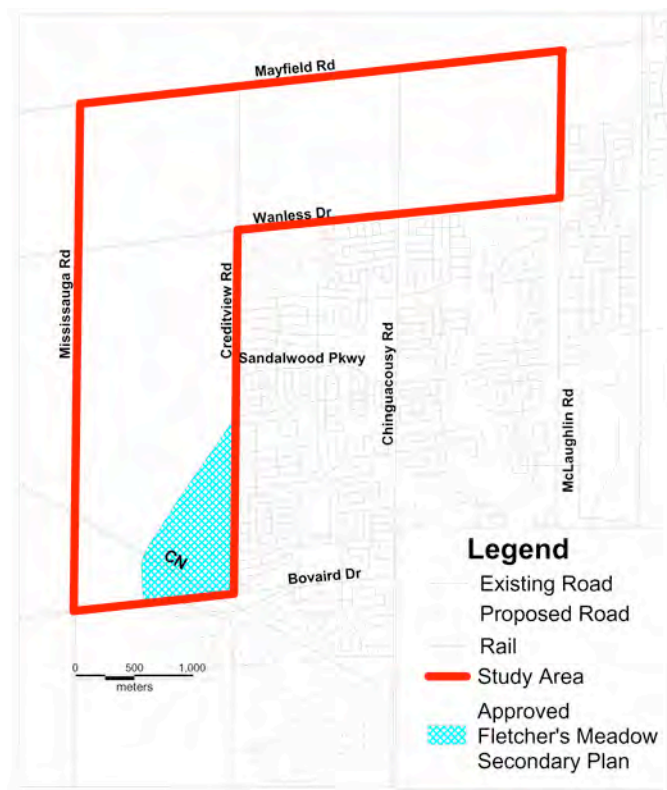 Mayfield Rd
Wanless Dr
Mississauga Rd
Creditview Rd
Sandalwood Pkwy
Chinguacousy Rd
McLaughlin Rd
CN
Bovaird Dr
0 500 1,000
meters
Legend
Existing Road
Proposed Road
Rail
Study Area
Approved
Fletcher's Meadow
Secondary Plan